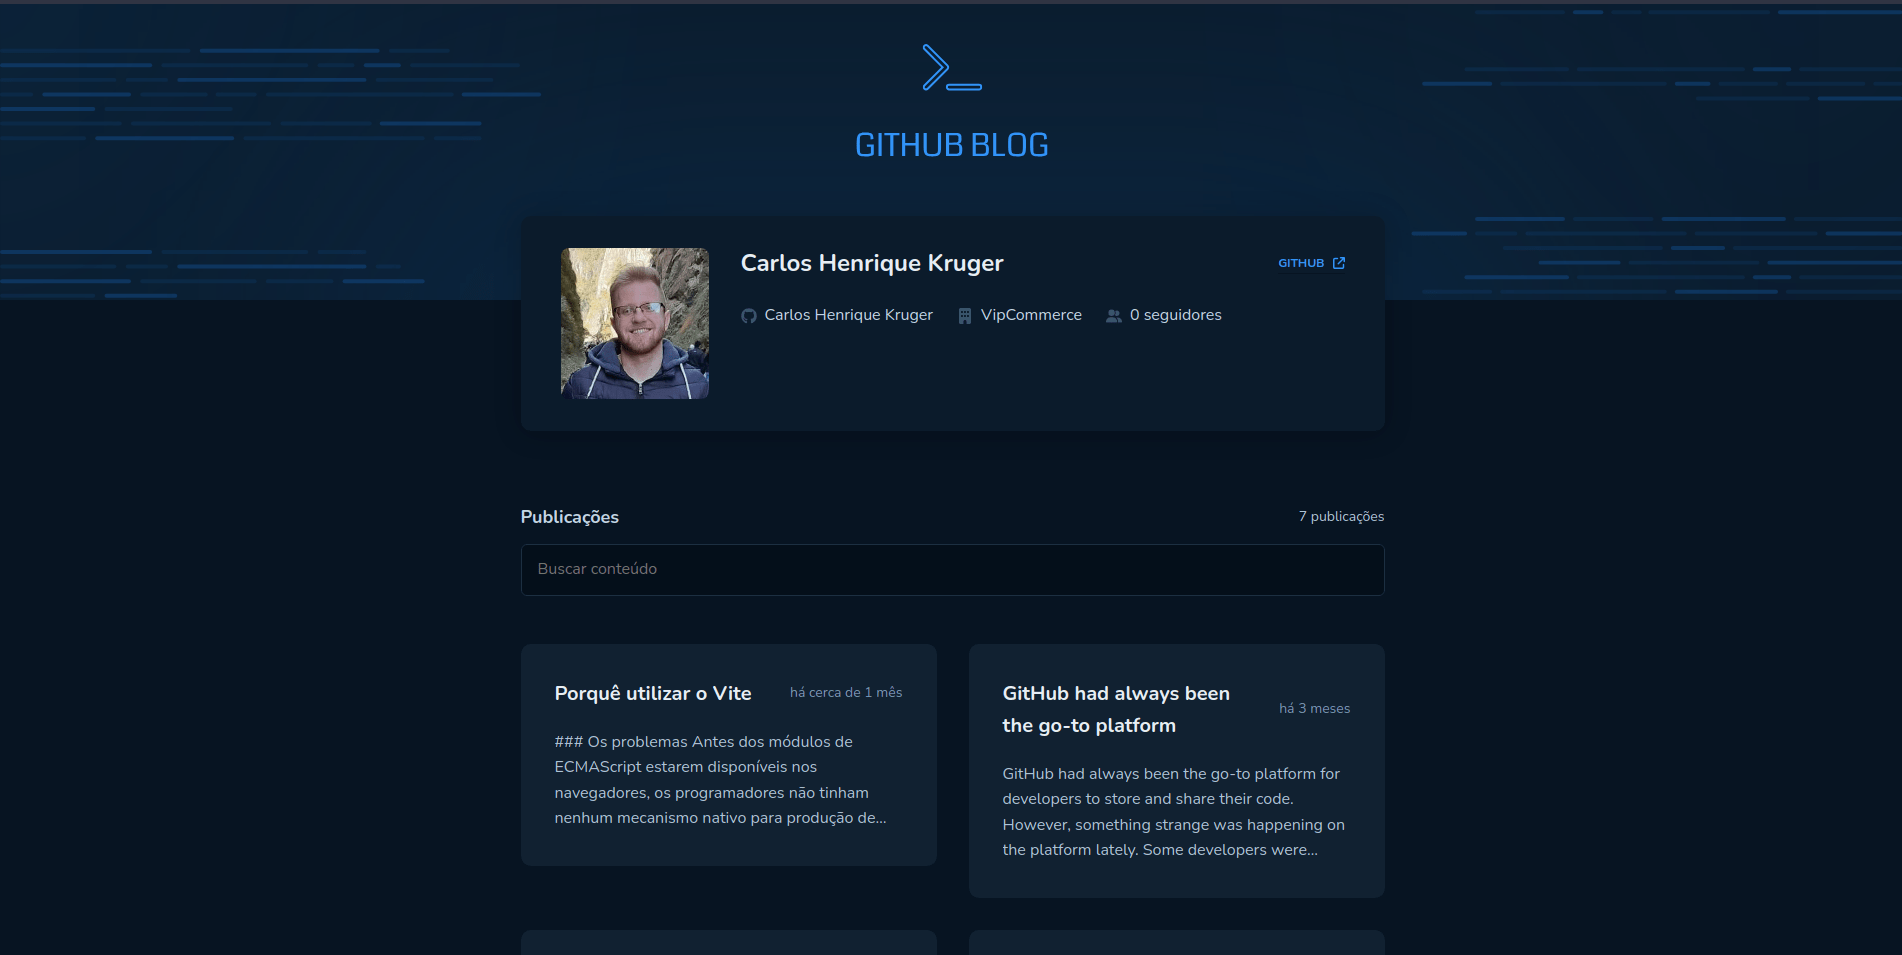 GITHUB BLOG
Carlos Henrique Kruger
GITHUB
Carlos Henrique Kruger
VipCommerce
0 seguidores
Publicações
7 publicações
Buscar conteúdo
Porquê utilizar o Vite
há cerca de 1 mês
### Os problemas Antes dos módulos de
ECMAScript estarem disponíveis nos
navegadores, os programadores não tinham
nenhum mecanismo nativo para produção de...
GitHub had always been
the go-to platform
há 3 meses
GitHub had always been the go-to platform for
developers to store and share their code.
However, something strange was happening on
the platform lately. Some developers were...